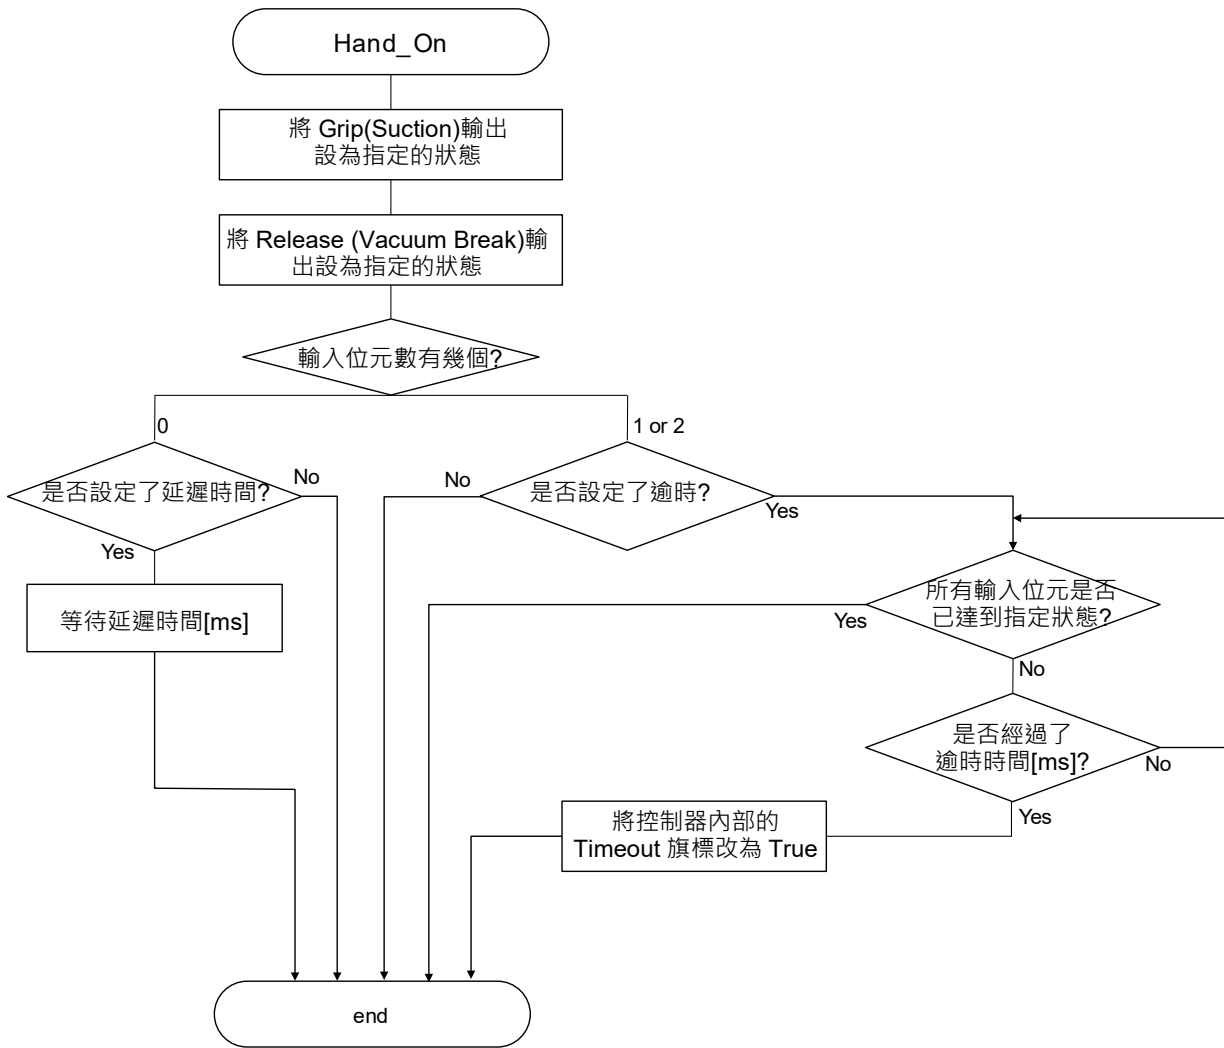 Hand_On
將 Grip(Suction)輸出
設為指定的狀態
將 Release (Vacuum Break)輸
出設為指定的狀態
輸入位元數有幾個?
0
1 or 2
是否設定了延遲時間?
No
Yes
No
是否設定了逾時?
Yes
等待延遲時間[ms]
所有輸入位元是否
已達到指定狀態?
Yes
No
是否經過了
逾時時間[ms]?
No
Yes
將控制器內部的
Timeout 旗標改為 True
end